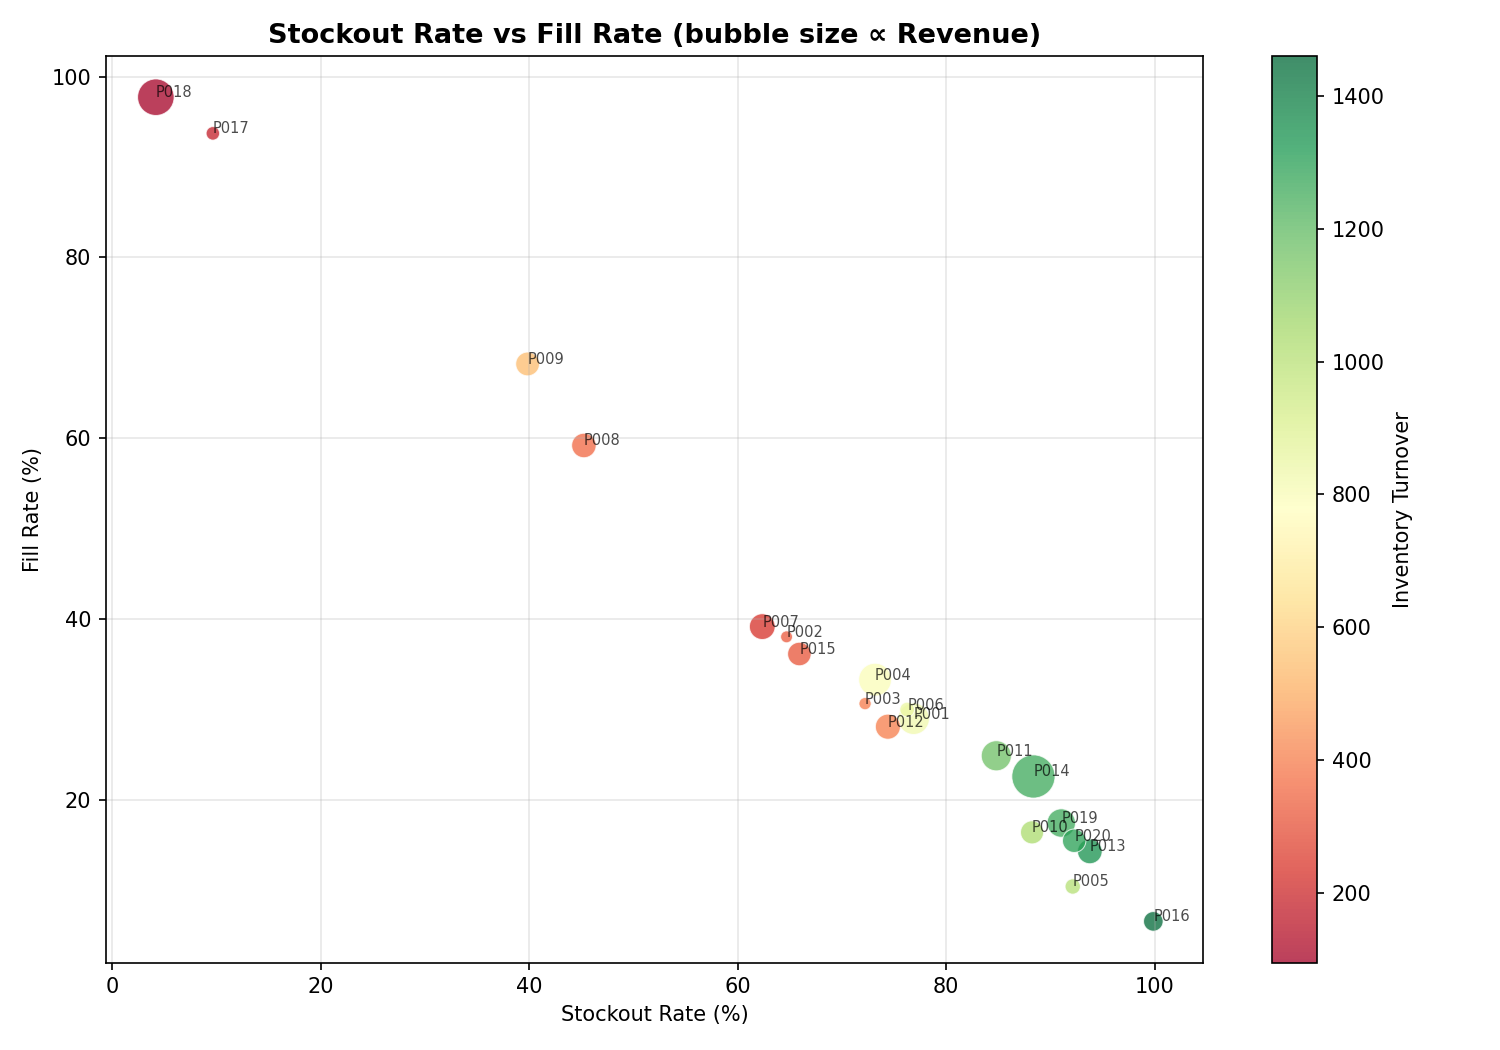 Stockout Rate vs Fill Rate (bubble size ∝ Revenue)
100
80
60
40
20
Fill Rate (%)
P018
P017
P009
P008
P007
P002
P015
P004
P003
P006
P001
P012
P011
P014
P019
P010
P020
P013
P005
P016
0
20
40
60
80
100
Stockout Rate (%)
1400
1200
1000
800
600
400
200
Inventory Turnover